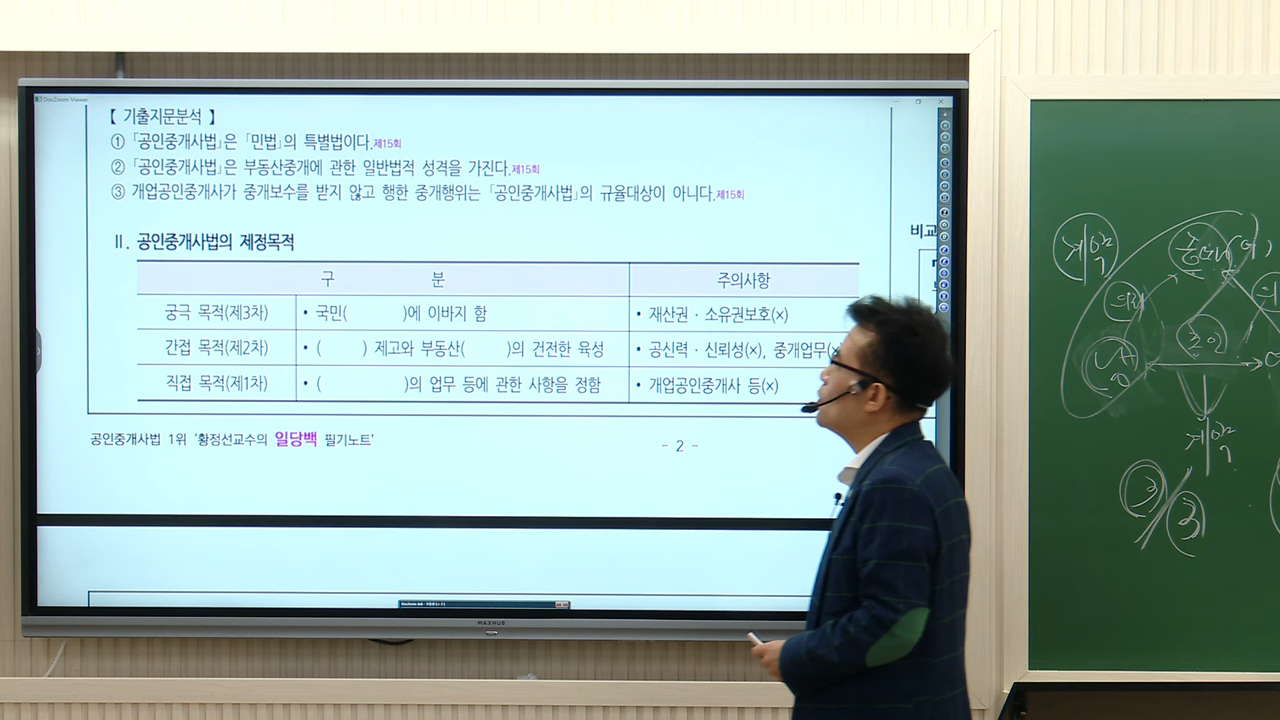 DocZoom Viewer
【 기출지문분석 】
① 「공인중개사법」은 「민법」의 특별법이다.제15회
② 「공인중개사법」은 부동산중개에 관한 일반법적 성격을 가진다.제15회
③ 개업공인중개사가 중개보수를 받지 않고 행한 중개행위는 「공인중개사법」의 규율대상이 아니다.제15회
Ⅱ. 공인중개사법의 제정목적
구 분 주의사항
궁극 목적(제3차) • 국민( )에 이바지 함 • 재산권 · 소유권보호(×)
간접 목적(제2차) • ( ) 제고와 부동산( )의 건전한 육성 • 공신력 · 신뢰성(×), 중개업무(×
직접 목적(제1차) • ( )의 업무 등에 관한 사항을 정함 • 개업공인중개사 등(×)
공인중개사법 1위 '황정선교수의 일당백 필기노트'
- 2 -
비교
MAXHUB
계약
의뢰
중인
계약